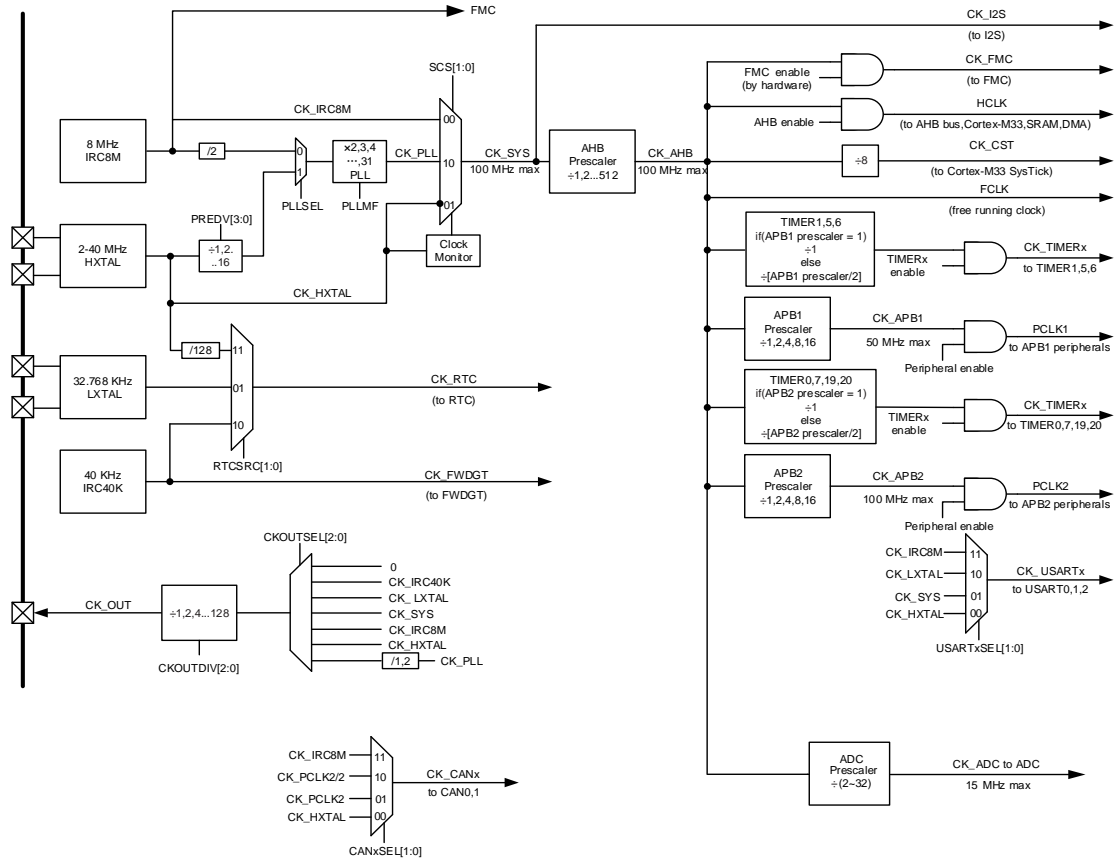 FMC
CK_I2S
(to I2S)
SCS[1:0]
CK_IRC8M
00
8 MHz
IRC8M
/2
0
1
PLLSEL
×2,3,4
…,31
PLL
PLLMF
CK_PLL
10
01
CK_SYS
100 MHz max
AHB
Prescaler
÷1,2...512
CK_AHB
100 MHz max
FMC enable
(by hardware)
CK_FMC
(to FMC)
AHB enable
HCLK
(to AHB bus,Cortex-M33,SRAM,DMA)
÷8
CK_CST
(to Cortex-M33 SysTick)
FCLK
(free running clock)
PREDV[3:0]
2-40 MHz
HXTAL
÷1,2.
..16
Clock
Monitor
CK_HXTAL
TIMER1,5,6
if(APB1 prescaler = 1)
÷1
else
÷[APB1 prescaler/2]
TIMERx
enable
CK_TIMERx
to TIMER1,5,6
APB1
Prescaler
÷1,2,4,8,16
CK_APB1
50 MHz max
Peripheral enable
PCLK1
to APB1 peripherals
/128
11
01
10
32.768 KHz
LXTAL
CK_RTC
(to RTC)
RTCSRC[1:0]
TIMER0,7,19,20
if(APB2 prescaler = 1)
÷1
else
÷[APB2 prescaler/2]
TIMERx
enable
CK_TIMERx
to TIMER0,7,19,20
40 KHz
IRC40K
CK_FWDGT
(to FWDGT)
APB2
Prescaler
÷1,2,4,8,16
CK_APB2
100 MHz max
Peripheral enable
PCLK2
to APB2 peripherals
CKOUTSEL[2:0]
0
CK_IRC40K
CK_LXTAL
CK_SYS
CK_IRC8M
CK_HXTAL
/1,2
CK_PLL
CK_OUT
÷1,2,4...128
CKOUTDIV[2:0]
CK_IRC8M
11
CK_LXTAL
10
CK_SYS
01
CK_HXTAL
00
CK_USARTx
to USART0,1,2
USARTxSEL[1:0]
CK_IRC8M
11
CK_PCLK2/2
10
CK_PCLK2
01
CK_HXTAL
00
CK_CANx
to CAN0,1
CANxSEL[1:0]
ADC
Prescaler
÷(2~32)
CK_ADC to ADC
15 MHz max